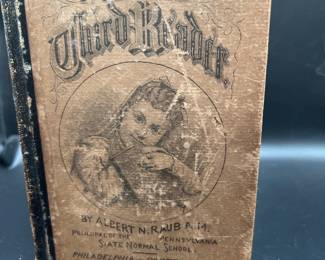 Third Reader.
BY ALBERT N. RAUB A.M.
PRINCIPAL OF THE PENNSYLVANIA
STATE NORMAL SCHOOL
PHILADELPHIA